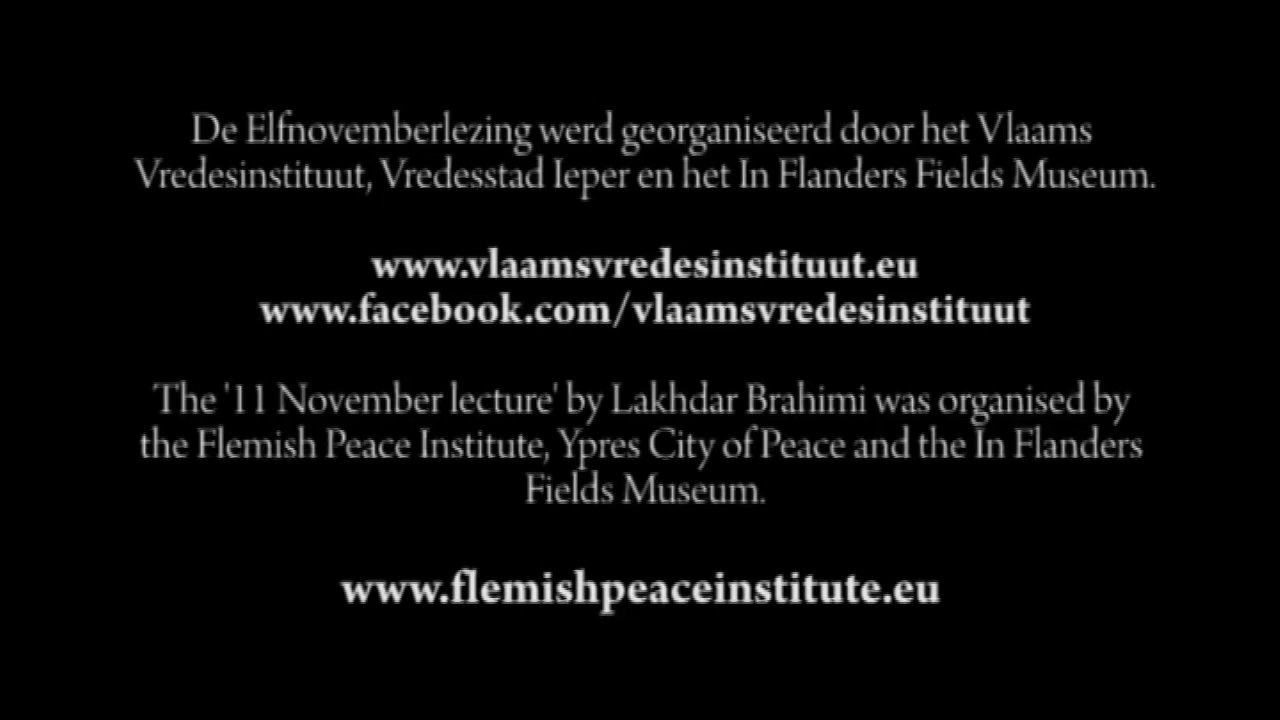 De Elfnovemberlezing werd georganiseerd door het Vlaams
Vredesinstituut, Vredesstad Ieper en het In Flanders Fields Museum.
www.vlaamsvredesinstituut.eu
www.facebook.com/vlaamsvredesinstituut
The '11 November lecture' by Lakhdar Brahimi was organised by
the Flemish Peace Institute, Ypres City of Peace and the In Flanders
Fields Museum.
www.flemishpeaceinstitute.eu